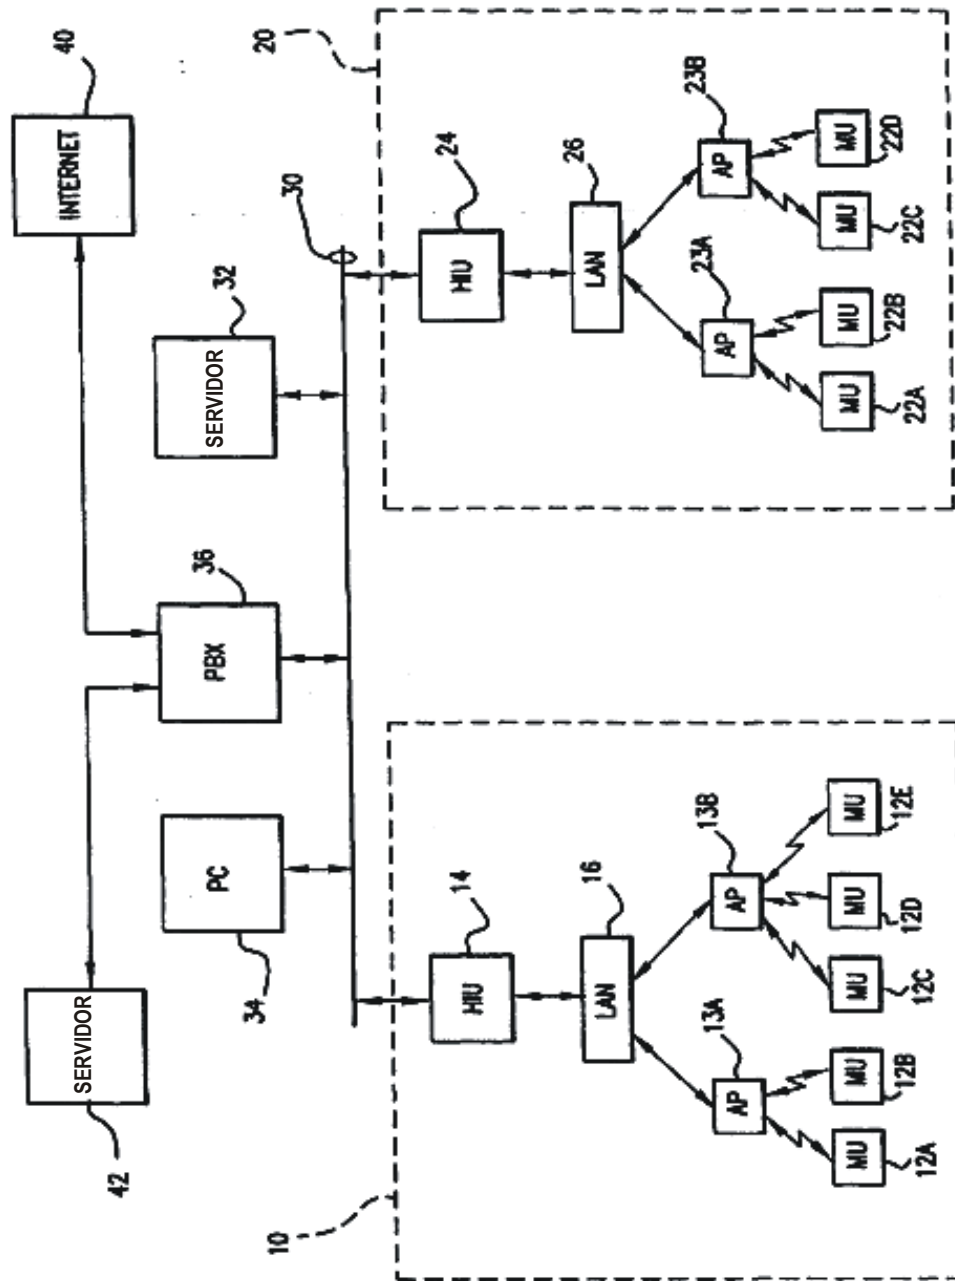 SERVIDOR INTERNET 40
42
PC PBX 36 SERVIDOR 32
34
10 30 20
HIU 14 HIU 24
LAN 16 LAN 26
13A 13B 23A 23B
AP AP AP AP
MU MU MU MU MU MU MU MU MU
12A 12B 12C 12D 12E 22A 22B 22C 22D